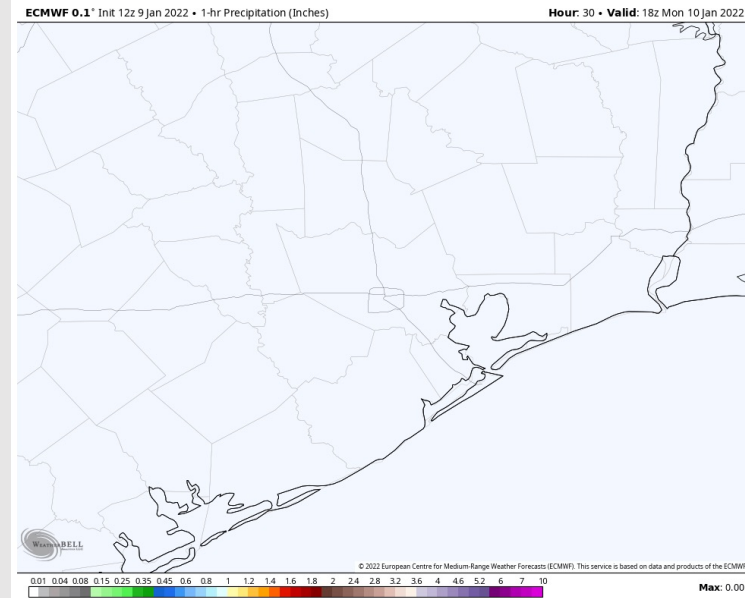 ECMWF 0.1° Init 12z 9 Jan 2022 • 1-hr Precipitation (Inches)
Hour: 30 • Valid: 18z Mon 10 Jan 2022
WEATHERBELL
© 2022 European Centre for Medium-Range Weather Forecasts (ECMWF). This service is based on data and products of the ECMWF
0.01 0.04 0.08 0.15 0.25 0.35 0.45 0.6 0.8 1 1.2 1.4 1.6 1.8 2 2.4 2.8 3.2 3.6 4 4.6 5.2 6 7 10
Max: 0.00